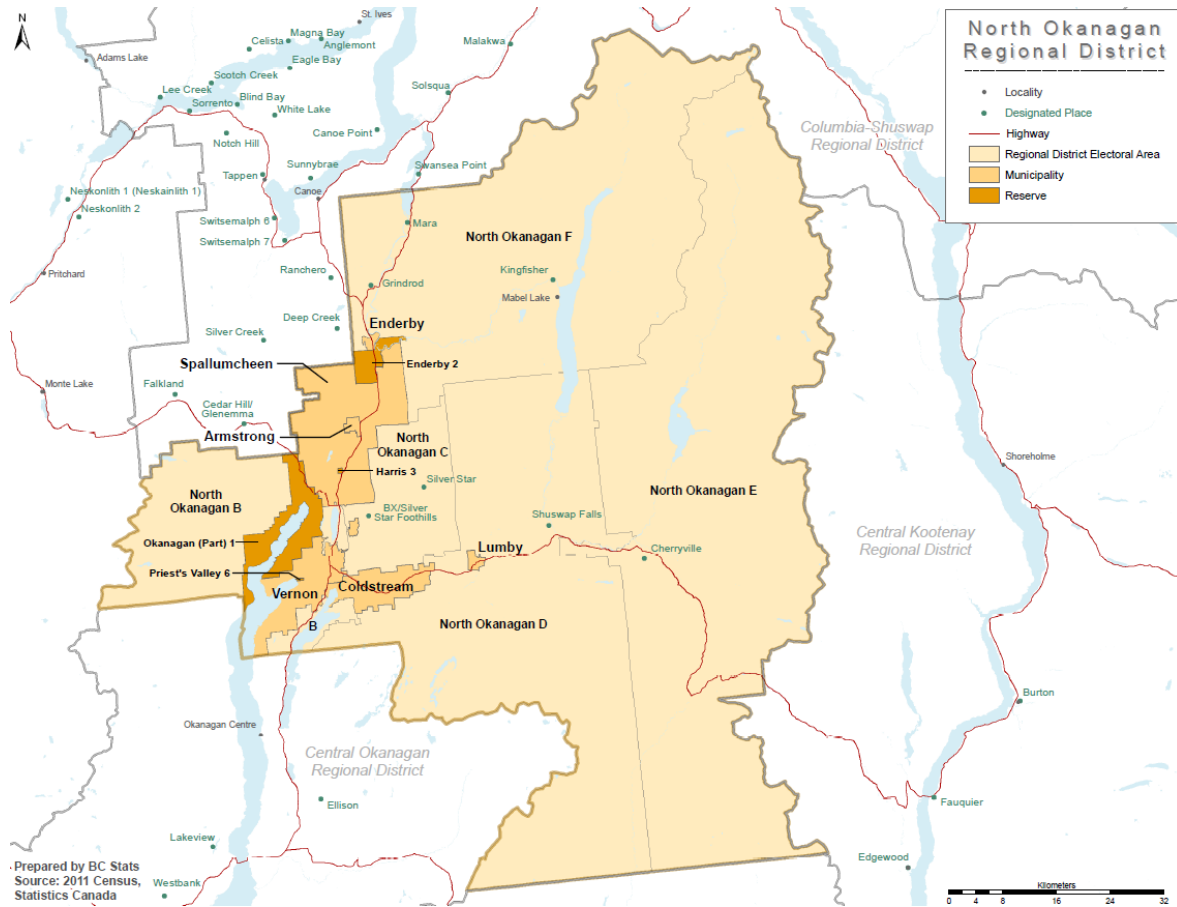 N
St. Ives
Magna Bay
Celista
Anglemont
Malakwa
Adams Lake
Eagle Bay
Scotch Creek
Solsqua
Lee Creek
Blind Bay
Sorrento
White Lake
Canoe Point
Notch Hill
Sunnybrae
Swansea Point
Tappen
Canoe
Neskonlith 1 (Neskainlith 1)
Neskonlith 2
Switsemalph 6
Mara
Switsemalph 7
North Okanagan F
Ranchero
Kingfisher
Pritchard
Grindrod
Mabel Lake
Deep Creek
Enderby
Silver Creek
Spallumcheen
Enderby 2
Monte Lake
Falkland
Cedar Hill/
Glenemma
Armstrong
North
Okanagan C
Harris 3
Silver Star
North
Okanagan B
North Okanagan E
BX/Silver
Star Foothills
Shuswap Falls
Okanagan (Part) 1
Lumby
Cherryville
Priest's Valley 6
Coldstream
Vernon
B
North Okanagan D
Okanagan Centre
Central Okanagan
Regional District
Ellison
Lakeview
Westbank
Columbia-Shuswap
Regional District
Shoreholme
Central Kootenay
Regional District
Burton
Fauquier
Edgewood
North Okanagan
Regional District
Locality
Designated Place
Highway
Regional District Electoral Area
Municipality
Reserve
Prepared by BC Stats
Source: 2011 Census,
Statistics Canada
Kilometers
0 4 8 16 24 32